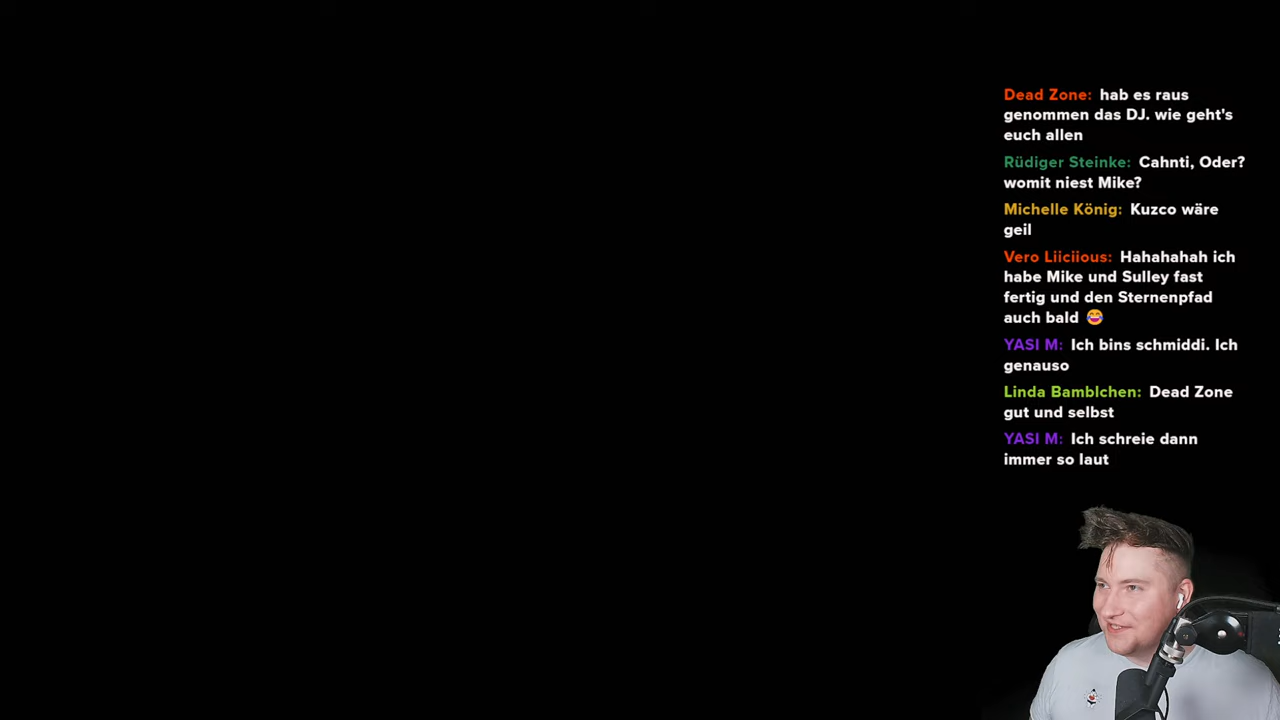 Dead Zone: hab es raus
genommen das DJ. wie geht's
euch allen
Rüdiger Steinke: Cahnti, Oder?
womit niest Mike?
Michelle König: Kuzco wäre
geil
Vero Liiciious: Hahahahah ich
habe Mike und Sulley fast
fertig und den Sternenpfad
auch bald 😂
YASI M: Ich bins schmiddi. Ich
genauso
Linda Bamblchen: Dead Zone
gut und selbst
YASI M: Ich schreie dann
immer so laut